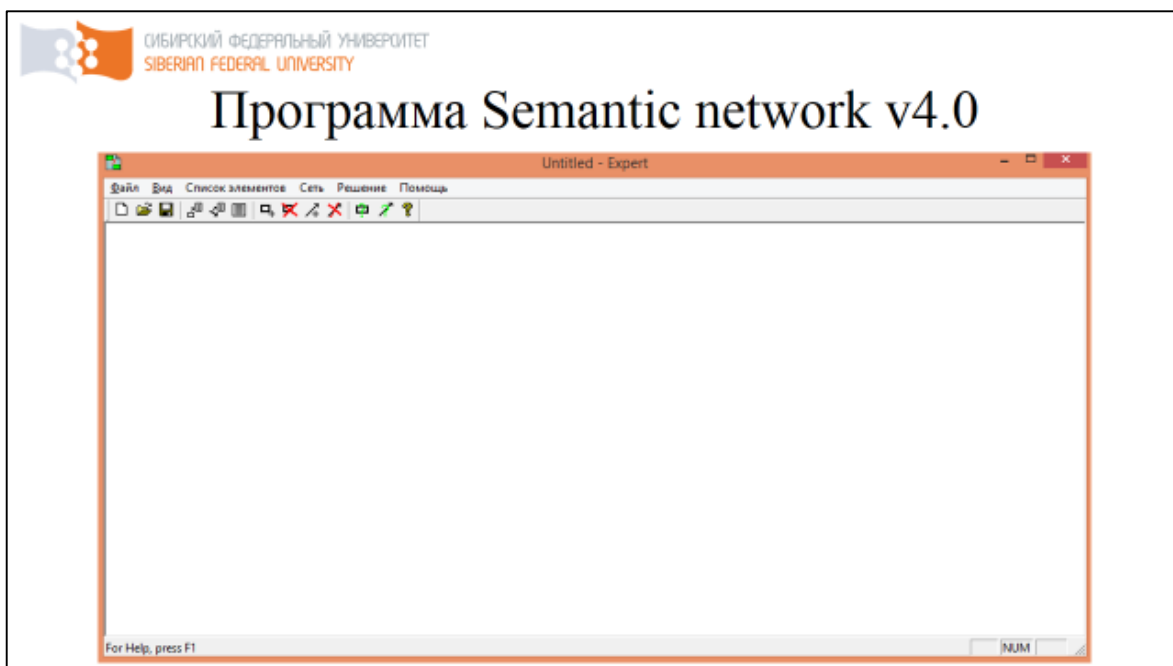 СИБИРСКИЙ ФЕДЕРАЛЬНЫЙ УНИВЕРСИТЕТ
SIBERIAN FEDERAL UNIVERSITY
Программа Semantic network v4.0
Untitled - Expert
Файл Вид Список элементов Сеть Решение Помощь
For Help, press F1
NUM